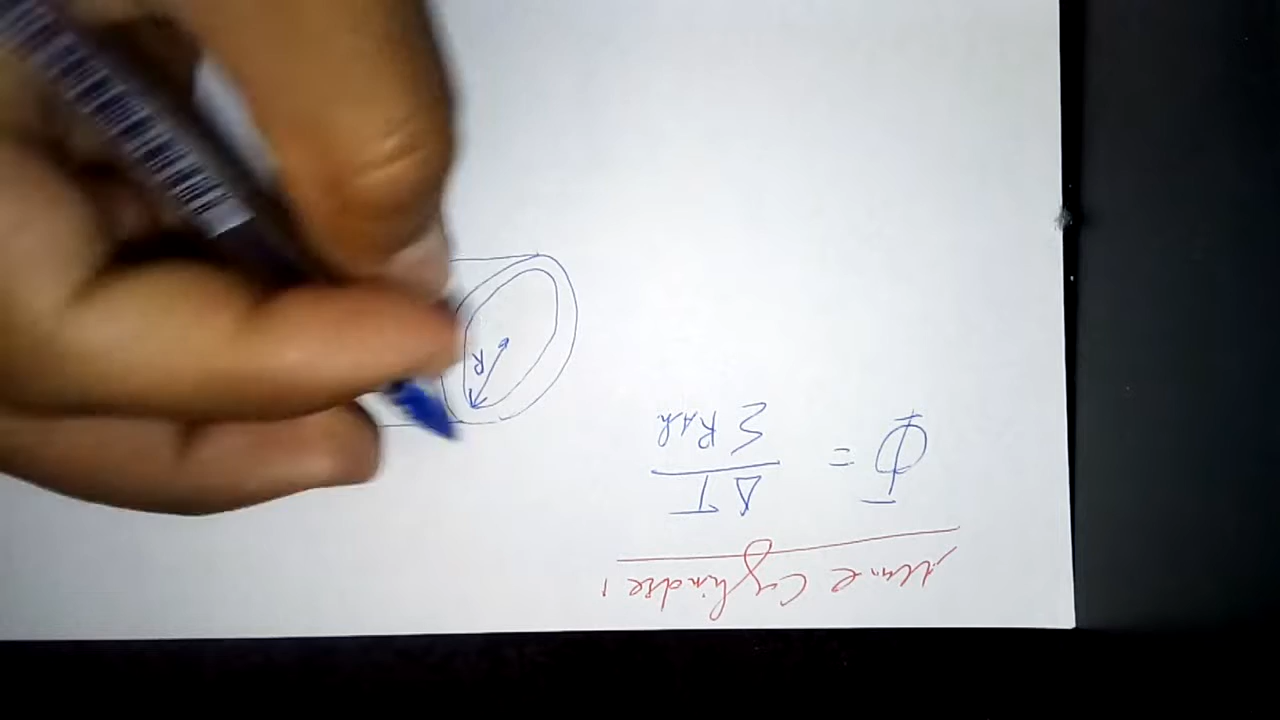 Cylindre :
Φ = ΔT
Σ Rth
R